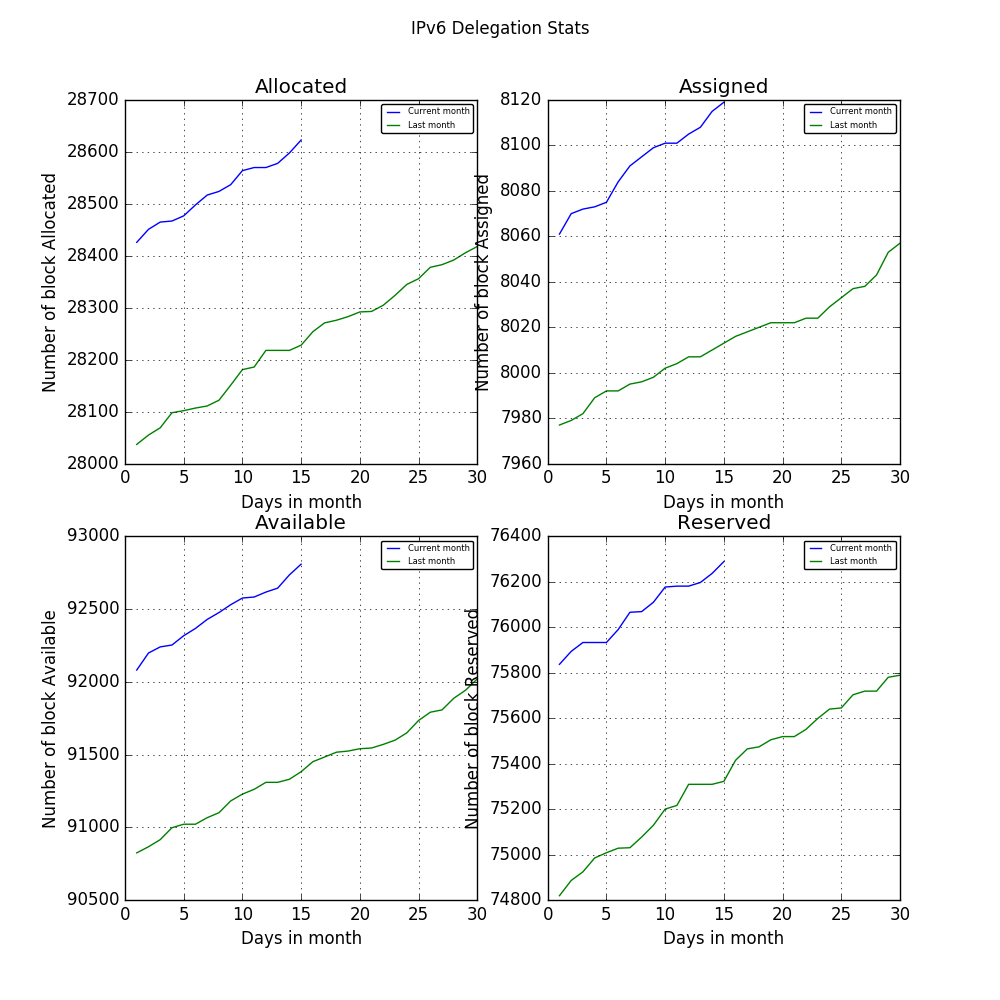 IPv6 Delegation Stats
Allocated
Number of block Allocated
28700
28600
28500
28400
28300
28200
28100
28000
Current month
Last month
0 5 10 15 20 25 30
Days in month
Assigned
Number of block Assigned
8120
8100
8080
8060
8040
8020
8000
7980
7960
Current month
Last month
0 5 10 15 20 25 30
Days in month
Available
Number of block Available
93000
92500
92000
91500
91000
90500
Current month
Last month
0 5 10 15 20 25 30
Days in month
Reserved
Number of block Reserved
76400
76200
76000
75800
75600
75400
75200
75000
74800
Current month
Last month
0 5 10 15 20 25 30
Days in month